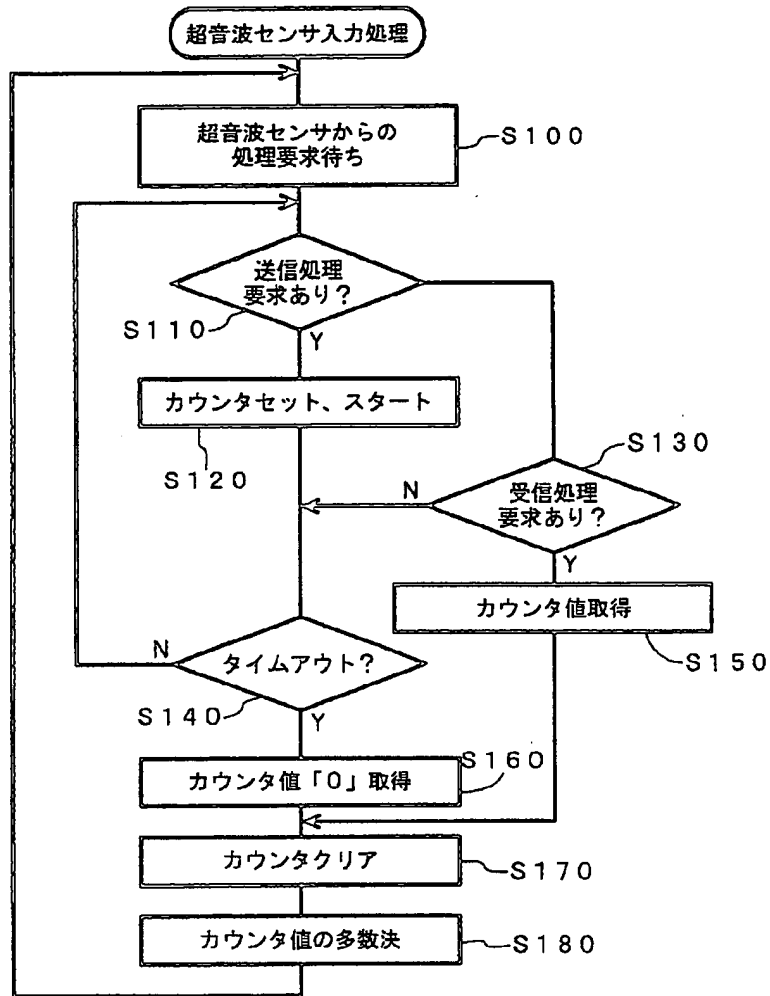 超音波センサ入力処理
超音波センサからの
処理要求待ち
S100
送信処理
要求あり?
S110
Y
カウンタセット、スタート
S120
S130
N
受信処理
要求あり?
Y
カウンタ値取得
S150
N
タイムアウト?
S140
Y
S160
カウンタ値「0」取得
カウンタクリア
S170
カウンタ値の多数決
S180